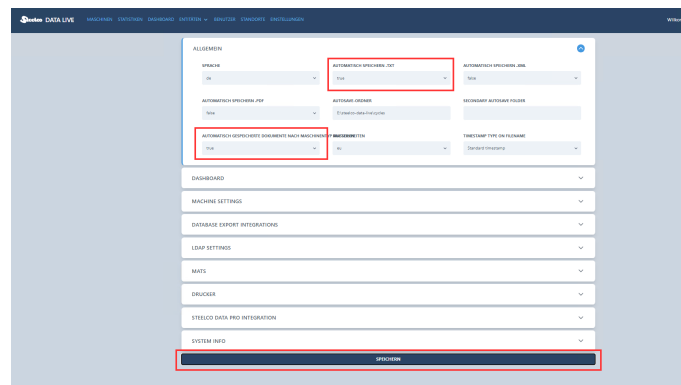 Steelco DATA LIVE MASCHINEN STATISTIKEN DASHBOARD ENTITÄTEN BENUTZER STANDORTE EINSTELLUNGEN
ALLGEMEIN
SPRACHE AUTOMATISCH SPEICHERN .TXT AUTOMATISCH SPEICHERN .XML
de true false
AUTOMATISCH SPEICHERN .PDF AUTOSAVE-ORDNER SECONDARY AUTOSAVE FOLDER
false
AUTOMATISCH GESPEICHERTE DOKUMENTE NACH MASCHINENTYP TIMESTAMP TYPE ON FILENAME
true eu Standard timestamp
DASHBOARD
MACHINE SETTINGS
DATABASE EXPORT INTEGRATIONS
LDAP SETTINGS
MATS
DRUCKER
STEELCO DATA PRO INTEGRATION
SYSTEM INFO
SPEICHERN